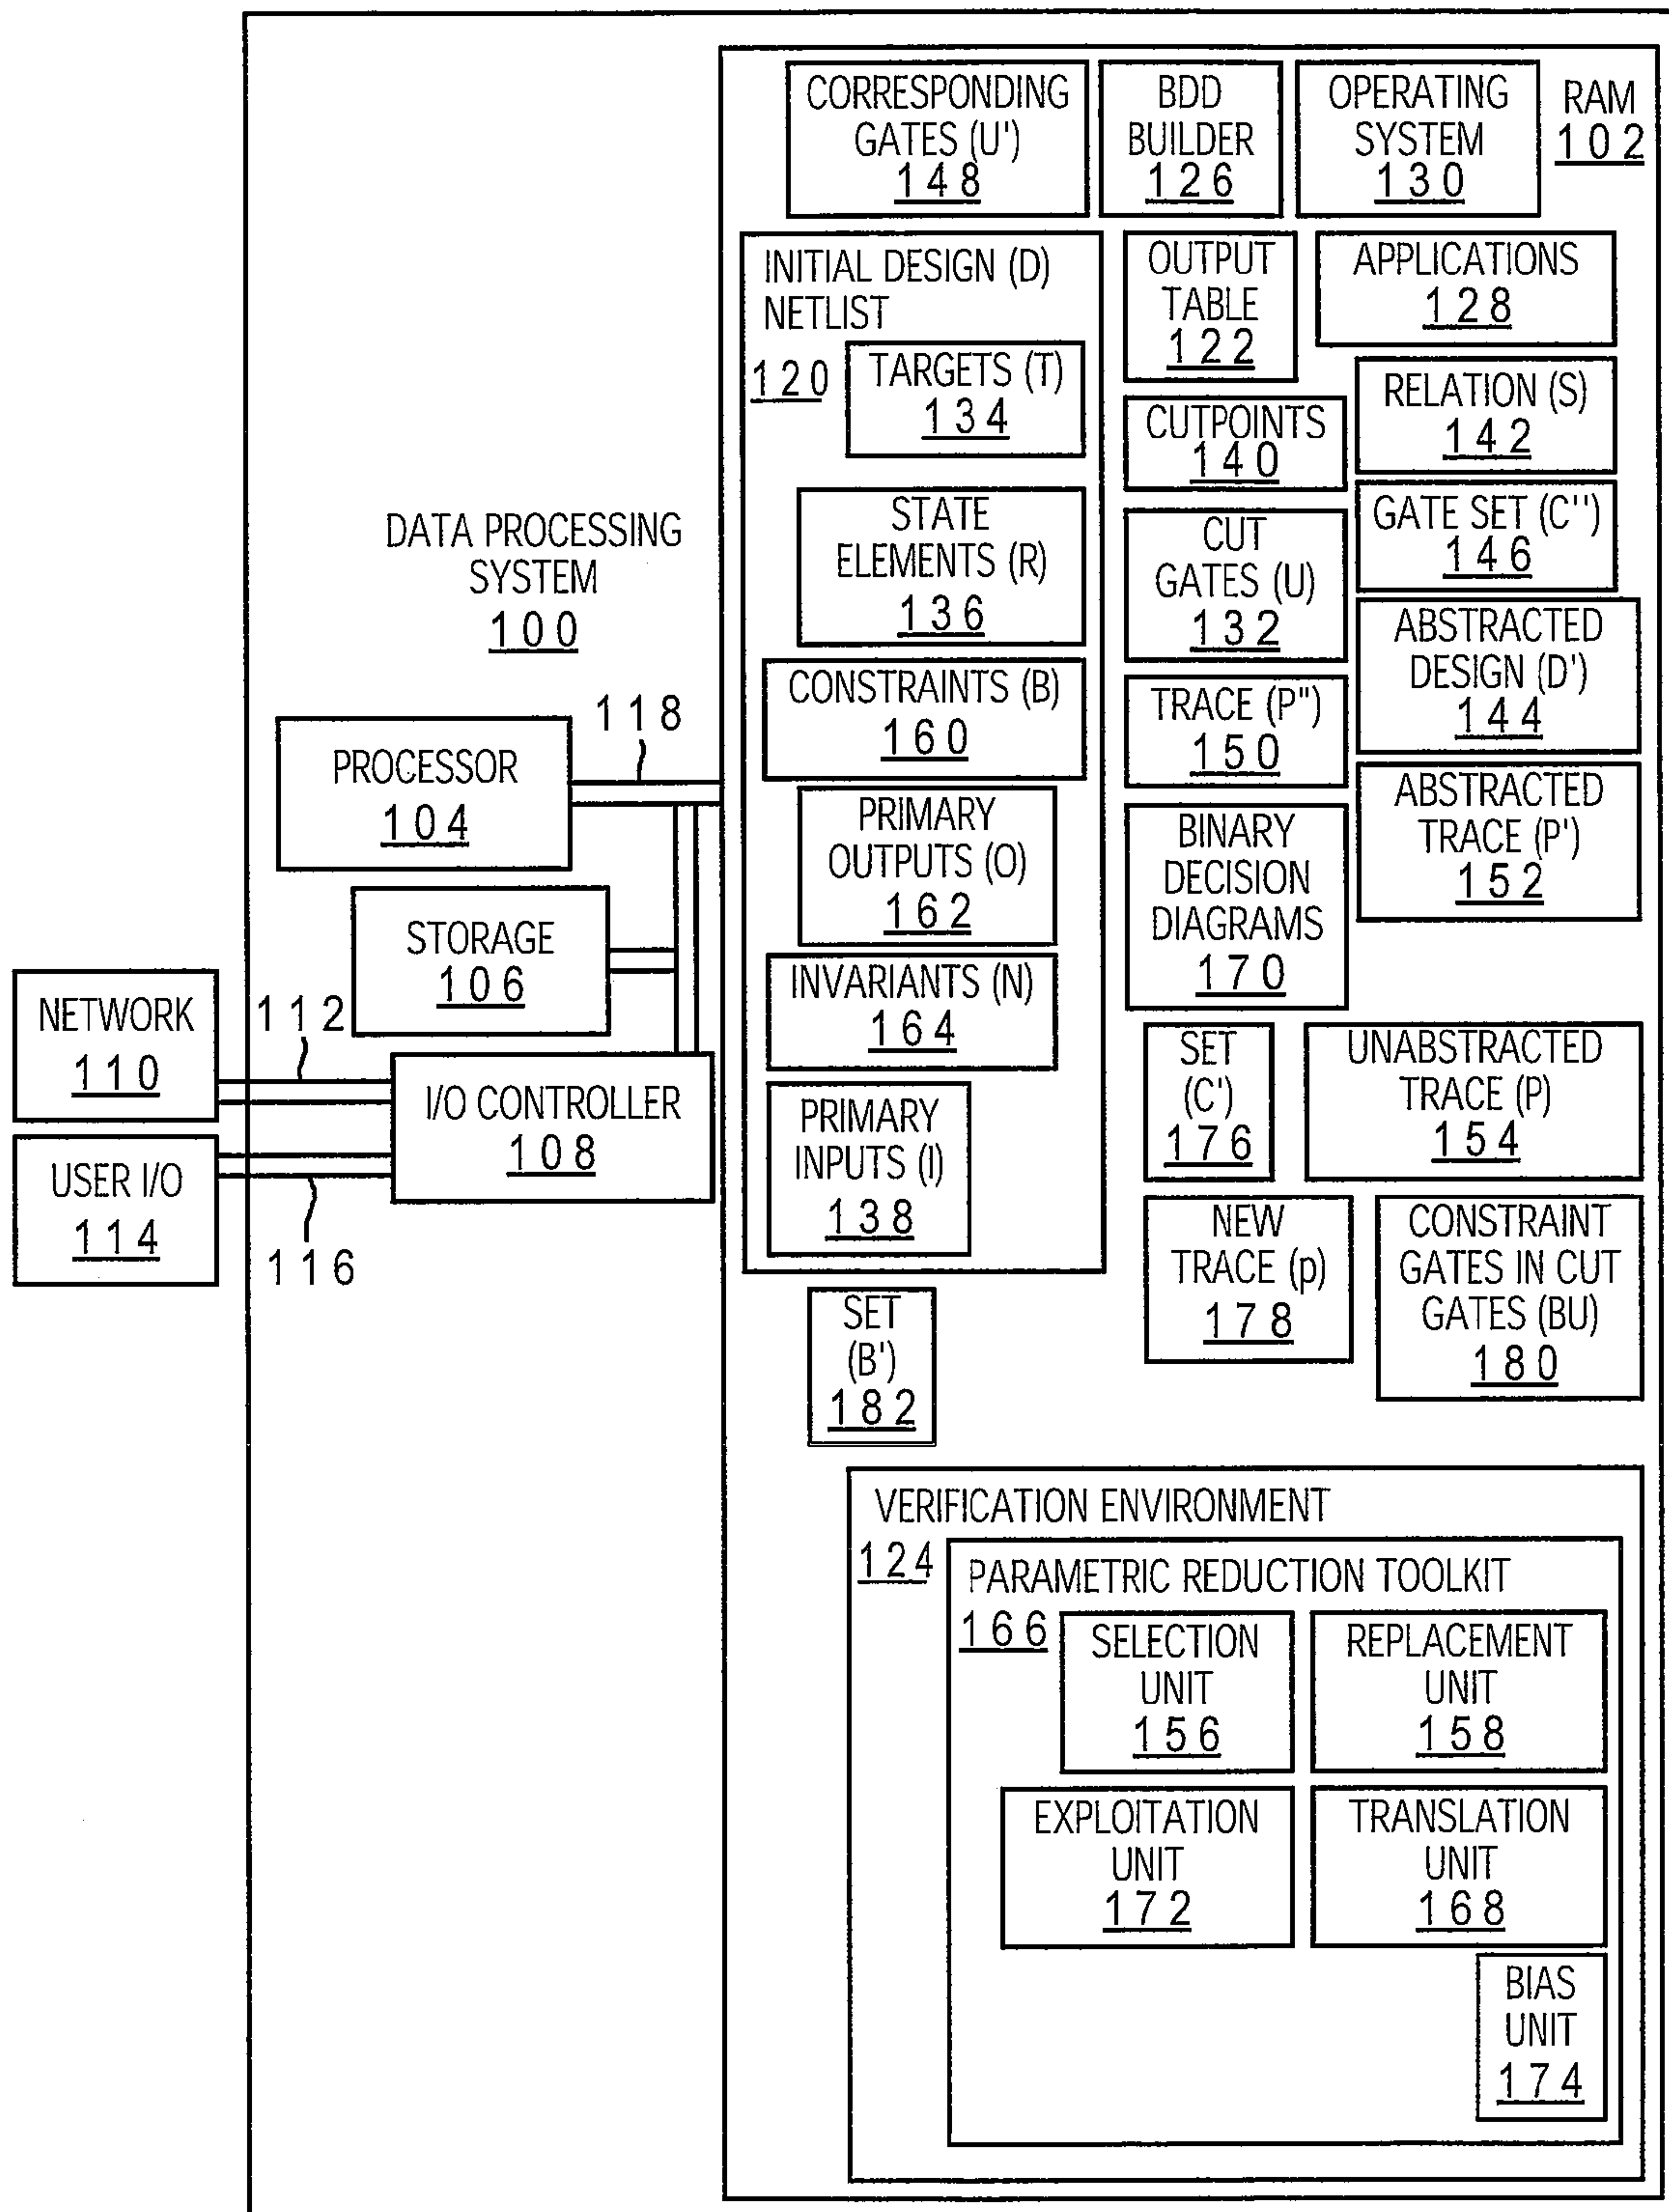 CORRESPONDING
GATES (U')
148
BDD
BUILDER
126
OPERATING
SYSTEM
130
RAM
102
INITIAL DESIGN (D)
NETLIST
120
TARGETS (T)
134
STATE
ELEMENTS (R)
136
CONSTRAINTS (B)
160
PRIMARY
OUTPUTS (O)
162
INVARIANTS (N)
164
PRIMARY
INPUTS (I)
138
OUTPUT
TABLE
122
APPLICATIONS
128
CUTPOINTS
140
RELATION (S)
142
CUT
GATES (U)
132
GATE SET (C'')
146
TRACE (P'')
150
ABSTRACTED
DESIGN (D')
144
BINARY
DECISION
DIAGRAMS
170
ABSTRACTED
TRACE (P')
152
SET
(C')
176
UNABSTRACTED
TRACE (P)
154
NEW
TRACE (p)
178
CONSTRAINT
GATES IN CUT
GATES (BU)
180
SET
(B')
182
DATA PROCESSING
SYSTEM
100
118
PROCESSOR
104
STORAGE
106
NETWORK
110
112
I/O CONTROLLER
108
USER I/O
114
116
VERIFICATION ENVIRONMENT
124
PARAMETRIC REDUCTION TOOLKIT
166
SELECTION
UNIT
156
REPLACEMENT
UNIT
158
EXPLOITATION
UNIT
172
TRANSLATION
UNIT
168
BIAS
UNIT
174